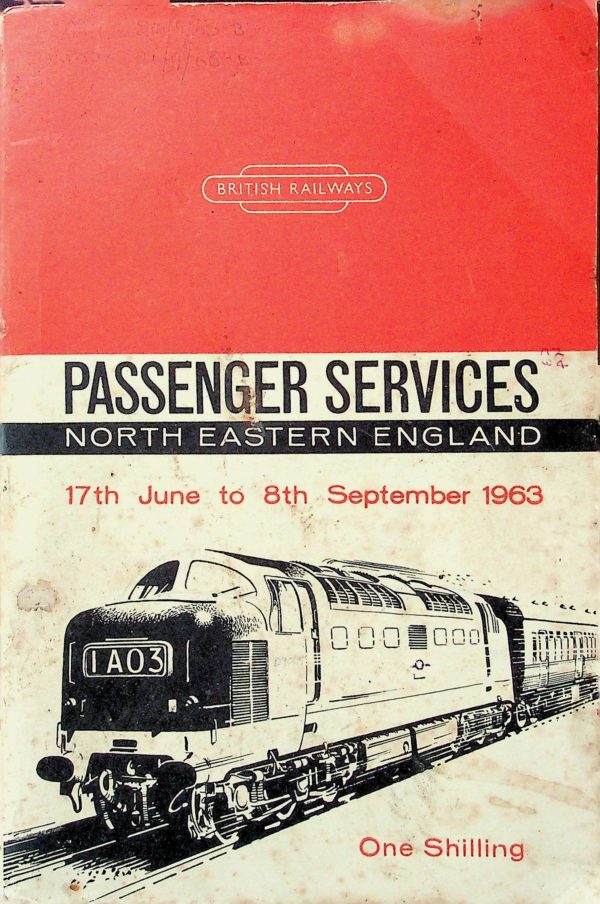 BRITISH RAILWAYS
PASSENGER SERVICES
NORTH EASTERN ENGLAND
17th June to 8th September 1963
1A03
One Shilling